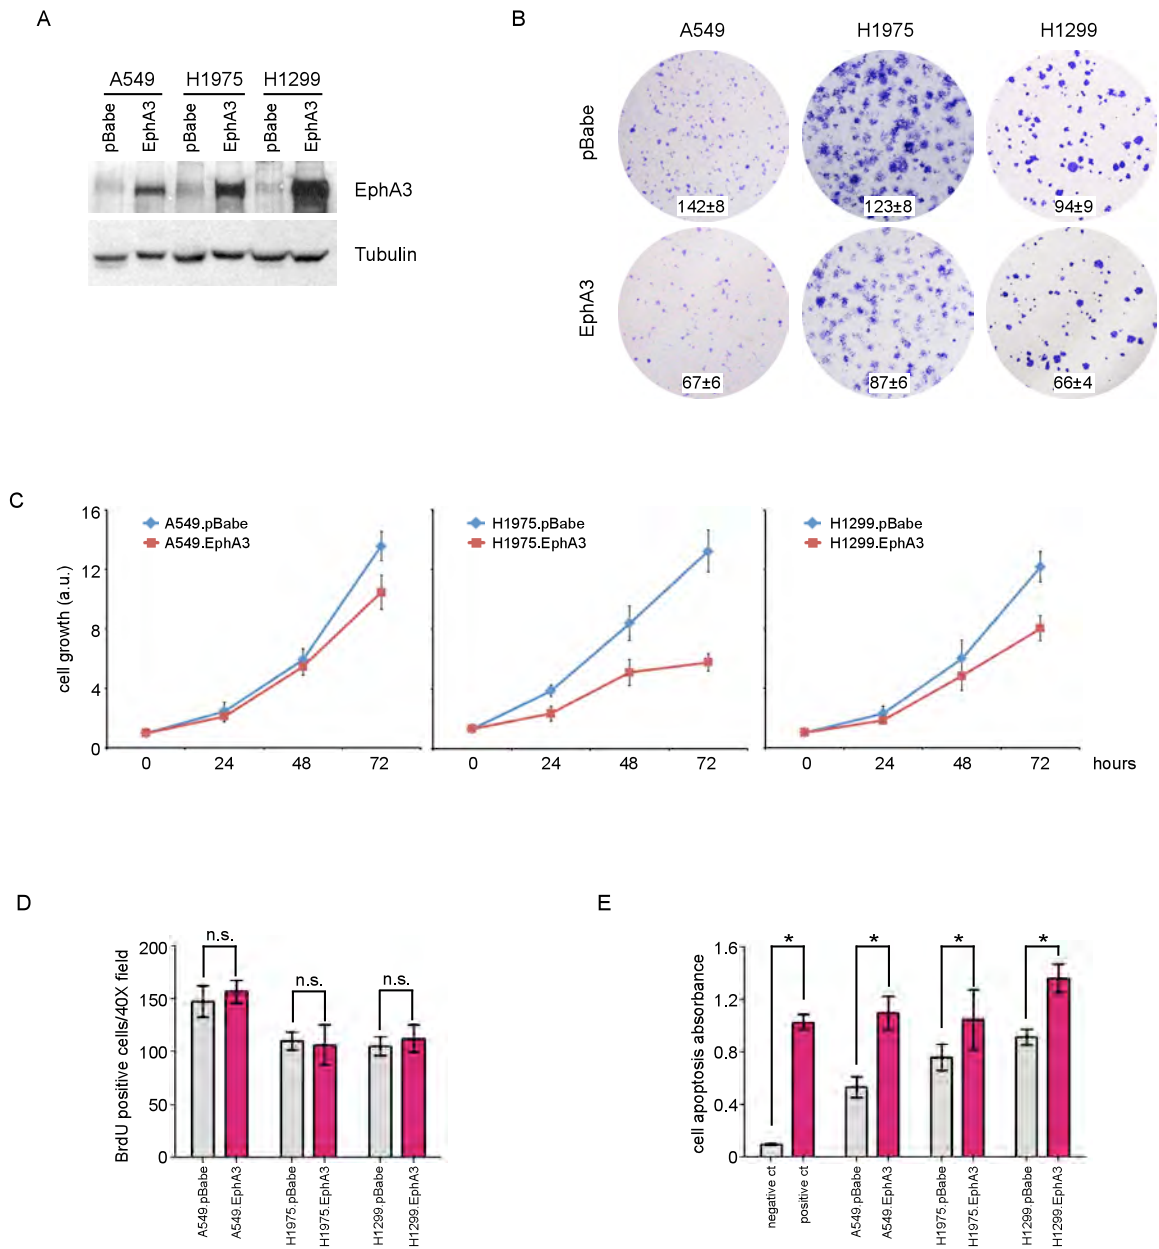 A
A549 H1975 H1299
pBabe EphA3 pBabe EphA3 pBabe EphA3
EphA3
Tubulin
B
A549 H1975 H1299
pBabe
142±8 123±8 94±9
EphA3
67±6 87±6 66±4
C
cell growth (a.u.)
16
12
8
4
0
A549.pBabe
A549.EphA3
0 24 48 72
H1975.pBabe
H1975.EphA3
0 24 48 72
H1299.pBabe
H1299.EphA3
0 24 48 72 hours
D
BrdU positive cells/40X field
200
150
100
50
0
n.s. n.s. n.s.
A549.pBabe A549.EphA3 H1975.pBabe H1975.EphA3 H1299.pBabe H1299.EphA3
E
cell apoptosis absorbance
1.6
1.2
0.8
0.4
0
* * * *
negative ct positive ct A549.pBabe A549.EphA3 H1975.pBabe H1975.EphA3 H1299.pBabe H1299.EphA3